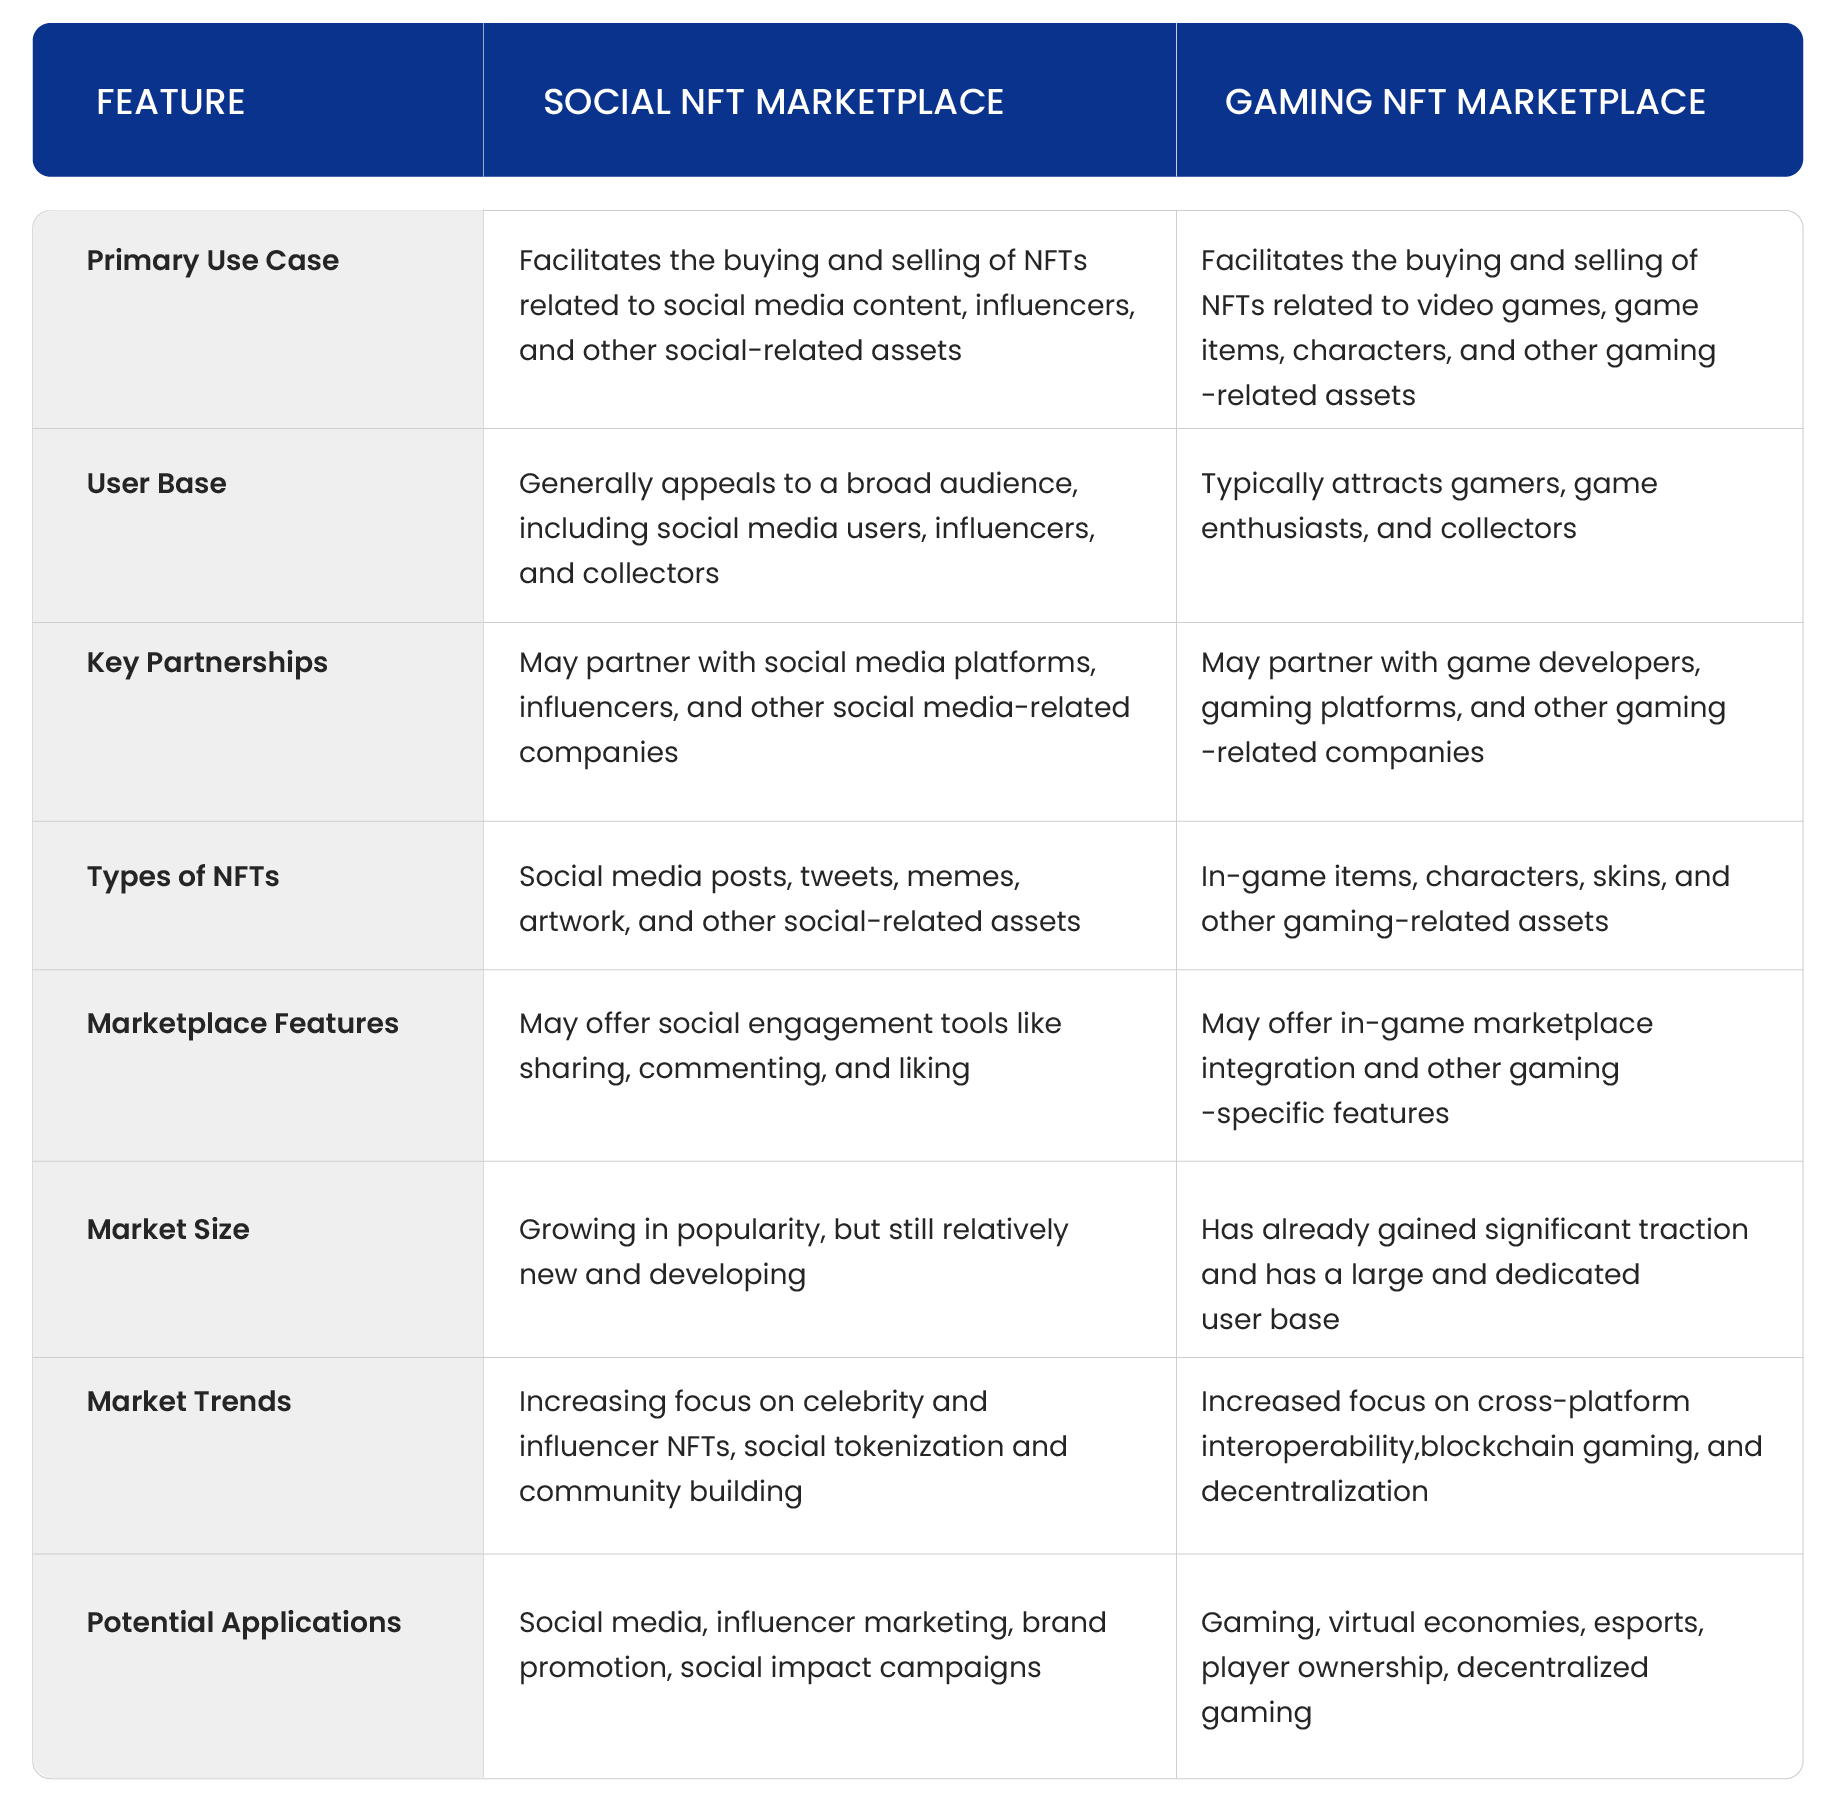 FEATURE
SOCIAL NFT MARKETPLACE
GAMING NFT MARKETPLACE
Primary Use Case
Facilitates the buying and selling of NFTs
related to social media content, influencers,
and other social-related assets
Facilitates the buying and selling of
NFTs related to video games, game
items, characters, and other gaming
-related assets
User Base
Generally appeals to a broad audience,
including social media users, influencers,
and collectors
Typically attracts gamers, game
enthusiasts, and collectors
Key Partnerships
May partner with social media platforms,
influencers, and other social media-related
companies
May partner with game developers,
gaming platforms, and other gaming
-related companies
Types of NFTs
Social media posts, tweets, memes,
artwork, and other social-related assets
In-game items, characters, skins, and
other gaming-related assets
Marketplace Features
May offer social engagement tools like
sharing, commenting, and liking
May offer in-game marketplace
integration and other gaming
-specific features
Market Size
Growing in popularity, but still relatively
new and developing
Has already gained significant traction
and has a large and dedicated
user base
Market Trends
Increasing focus on celebrity and
influencer NFTs, social tokenization and
community building
Increased focus on cross-platform
interoperability,blockchain gaming, and
decentralization
Potential Applications
Social media, influencer marketing, brand
promotion, social impact campaigns
Gaming, virtual economies, esports,
player ownership, decentralized
gaming